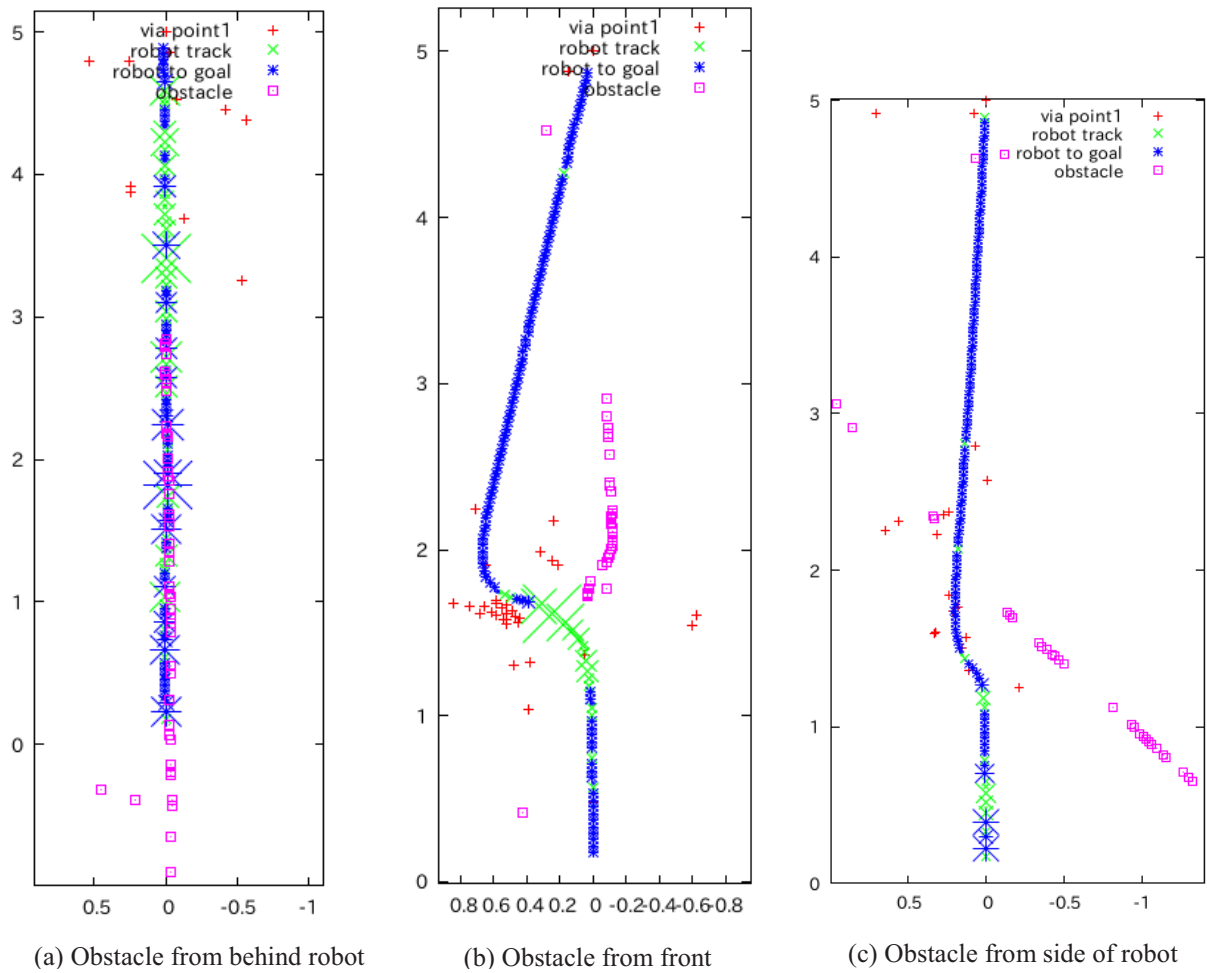 via point1
robot track
robot to goal
obstacle
5
4
3
2
1
0
0.5 0 -0.5 -1
(a) Obstacle from behind robot
via point1
robot track
robot to goal
obstacle
5
4
3
2
1
0
0.8 0.6 0.4 0.2 0 -0.2 -0.4 -0.6 -0.8
(b) Obstacle from front
via point1
robot track
robot to goal
obstacle
5
4
3
2
1
0
0.5 0 -0.5 -1
(c) Obstacle from side of robot